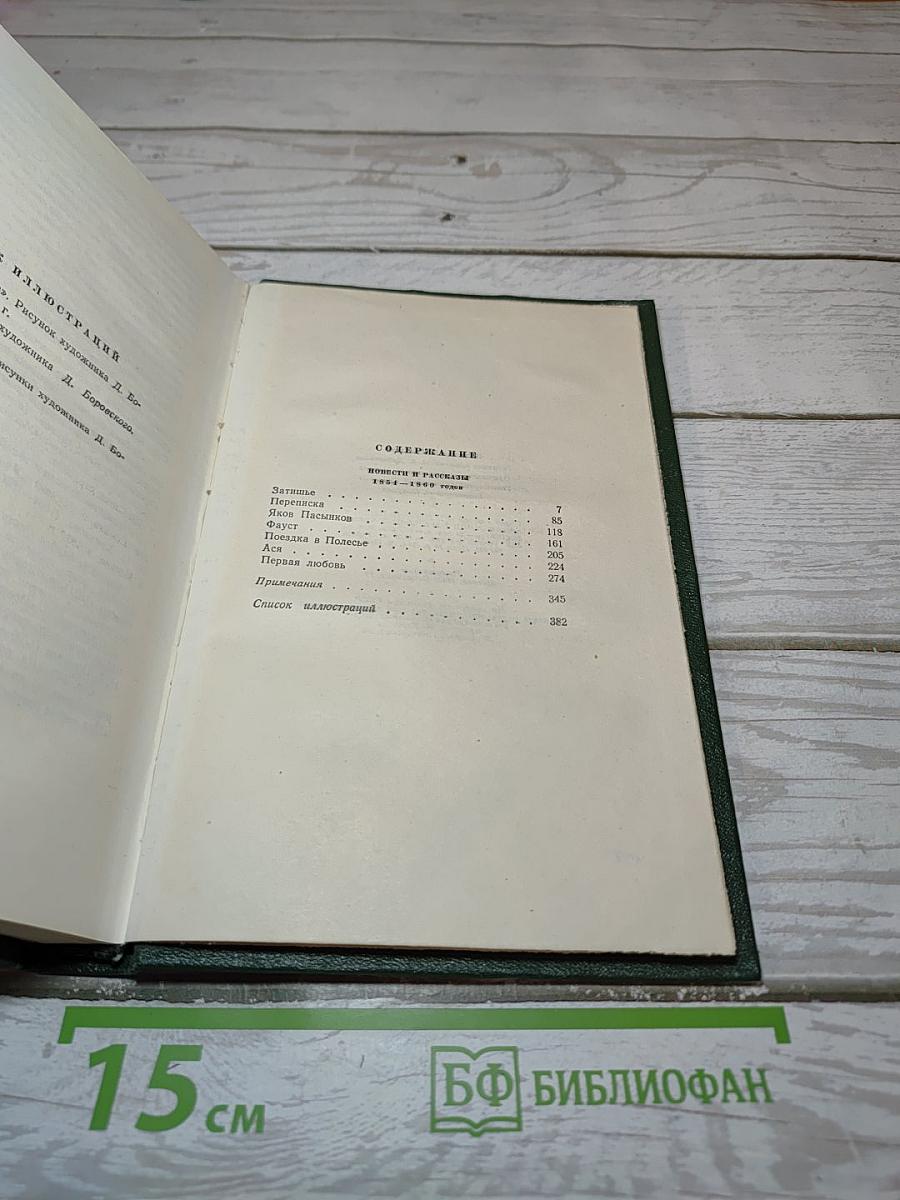 ИЛЛЮСТРАЦИЙ
Рисунок художника Д. Бо-
г.
художника Д. Боровского.
рисунки художника Д. Бо-
СОДЕРЖАНИЕ
ПОВЕСТИ И РАССКАЗЫ
1854—1860 годов
Затишье . . . . . . . . . . . . . . . . 7
Переписка . . . . . . . . . . . . . . . 85
Яков Пасынков . . . . . . . . . . . . . 118
Фауст . . . . . . . . . . . . . . . . . 161
Поездка в Полесье . . . . . . . . . . . 205
Ася . . . . . . . . . . . . . . . . . . 224
Первая любовь . . . . . . . . . . . . . 274
Примечания . . . . . . . . . . . . . . 345
Список иллюстраций . . . . . . . . . . 382
15 см
БФ БИБЛИОФАН